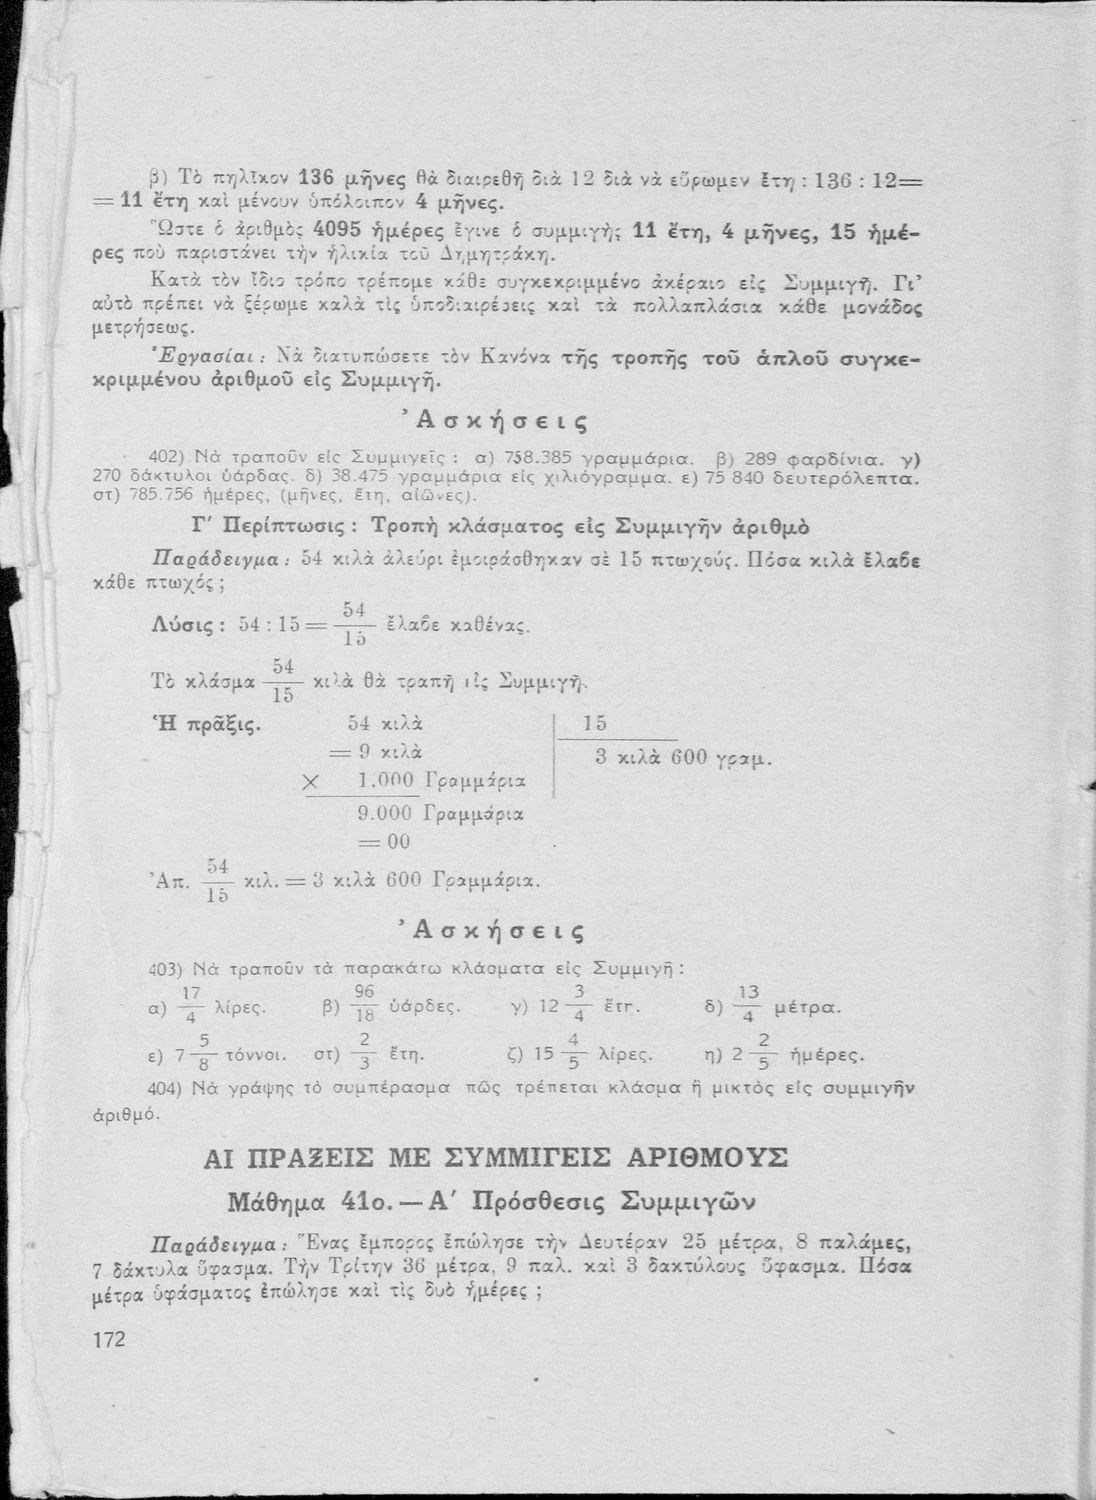 β) Τὸ πηλῖκον 136 μῆνες θὰ διαιρεθῆ διὰ 12 διὰ νὰ εὕρωμεν ἔτη : 136 : 12=
= 11 ἔτη καὶ μένουν ὑπόλοιπον 4 μῆνες.
Ὥστε ὁ ἀριθμὸς 4095 ἡμέρες ἔγινε ὁ συμμιγὴς 11 ἔτη, 4 μῆνες, 15 ἡμέ-
ρες ποὺ παριστάνει τὴν ἡλικία τοῦ Δημητράκη.
Κατὰ τὸν ἴδιο τρόπο τρέπομε κάθε συγκεκριμμένο ἀκέραιο εἰς Συμμιγῆ. Γι'
αὐτὸ πρέπει νὰ ξέρωμε καλὰ τὶς ὑποδιαιρέσεις καὶ τὰ πολλαπλάσια κάθε μονάδος
μετρήσεως.
Ἐργασίαι : Νὰ διατυπώσετε τὸν Κανόνα τῆς τροπῆς τοῦ ἁπλοῦ συγκε-
κριμμένου ἀριθμοῦ εἰς Συμμιγῆ.
Ἀσκήσεις
402) Νὰ τραποῦν εἰς Συμμιγεῖς : α) 758.385 γραμμάρια. β) 289 φαρδίνια. γ)
270 δάκτυλοι ὑάρδας. δ) 38.475 γραμμάρια εἰς χιλιόγραμμα. ε) 75 840 δευτερόλεπτα.
στ) 785.756 ἡμέρες, (μῆνες, ἔτη, αἰῶνες).
Γ' Περίπτωσις : Τροπὴ κλάσματος εἰς Συμμιγῆν ἀριθμὸ
Παράδειγμα : 54 κιλὰ ἀλεύρι ἐμοιράσθηκαν σὲ 15 πτωχούς. Πόσα κιλὰ ἔλαβε
κάθε πτωχός ;
Λύσις : 54 : 15 = 54/15 ἔλαβε καθένας.
Τὸ κλάσμα 54/15 κιλὰ θὰ τραπῆ εἰς Συμμιγῆ.
Ἡ πρᾶξις. 54 κιλὰ | 15
= 9 κιλὰ 3 κιλὰ 600 γραμ.
× 1.000 Γραμμάρια
9.000 Γραμμάρια
= 00
Ἀπ. 54/15 κιλ. = 3 κιλὰ 600 Γραμμάρια.
Ἀσκήσεις
403) Νὰ τραποῦν τὰ παρακάτω κλάσματα εἰς Συμμιγῆ :
α) 17/4 λίρες. β) 96/18 ὑάρδες. γ) 12 3/4 ἔτη. δ) 13/4 μέτρα.
ε) 7 5/8 τόννοι. στ) 2/3 ἔτη. ζ) 15 4/5 λίρες. η) 2 2/5 ἡμέρες.
404) Νὰ γράψης τὸ συμπέρασμα πῶς τρέπεται κλάσμα ἢ μικτὸς εἰς συμμιγῆν
ἀριθμό.
ΑΙ ΠΡΑΞΕΙΣ ΜΕ ΣΥΜΜΙΓΕΙΣ ΑΡΙΘΜΟΥΣ
Μάθημα 41ο. — Α' Πρόσθεσις Συμμιγῶν
Παράδειγμα : Ἕνας ἔμπορος ἐπώλησε τὴν Δευτέραν 25 μέτρα, 8 παλάμες,
7 δάκτυλα ὕφασμα. Τὴν Τρίτην 36 μέτρα, 9 παλ. καὶ 3 δακτύλους ὕφασμα. Πόσα
μέτρα ὑφάσματος ἐπώλησε καὶ τὶς δυὸ ἡμέρες ;
172